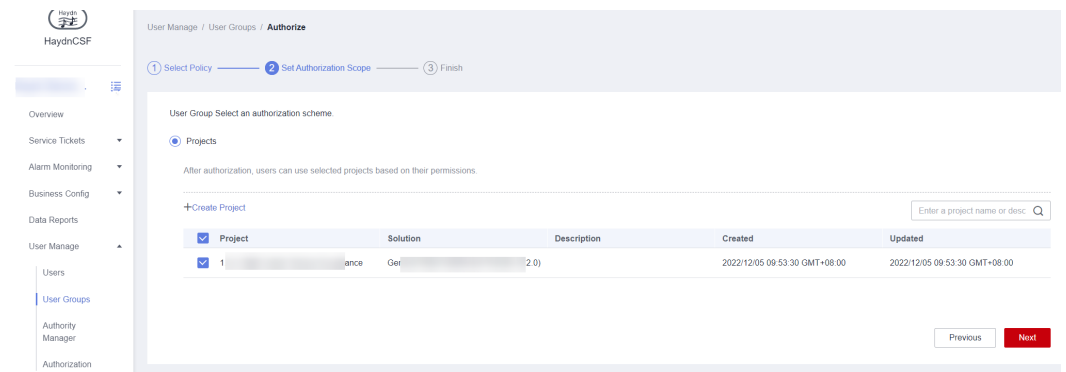 Haydn
HaydnCSF
Overview
Service Tickets
Alarm Monitoring
Business Config
Data Reports
User Manage
Users
User Groups
Authority
Manager
Authorization
User Manage / User Groups / Authorize
1 Select Policy 2 Set Authorization Scope 3 Finish
User Group Select an authorization scheme
Projects
After authorization, users can use selected projects based on their permissions.
+Create Project
Enter a project name or desc
Project Solution Description Created Updated
1 ance Ger 2.0) 2022/12/05 09:53:30 GMT+08:00 2022/12/05 09:53:30 GMT+08:00
Previous Next